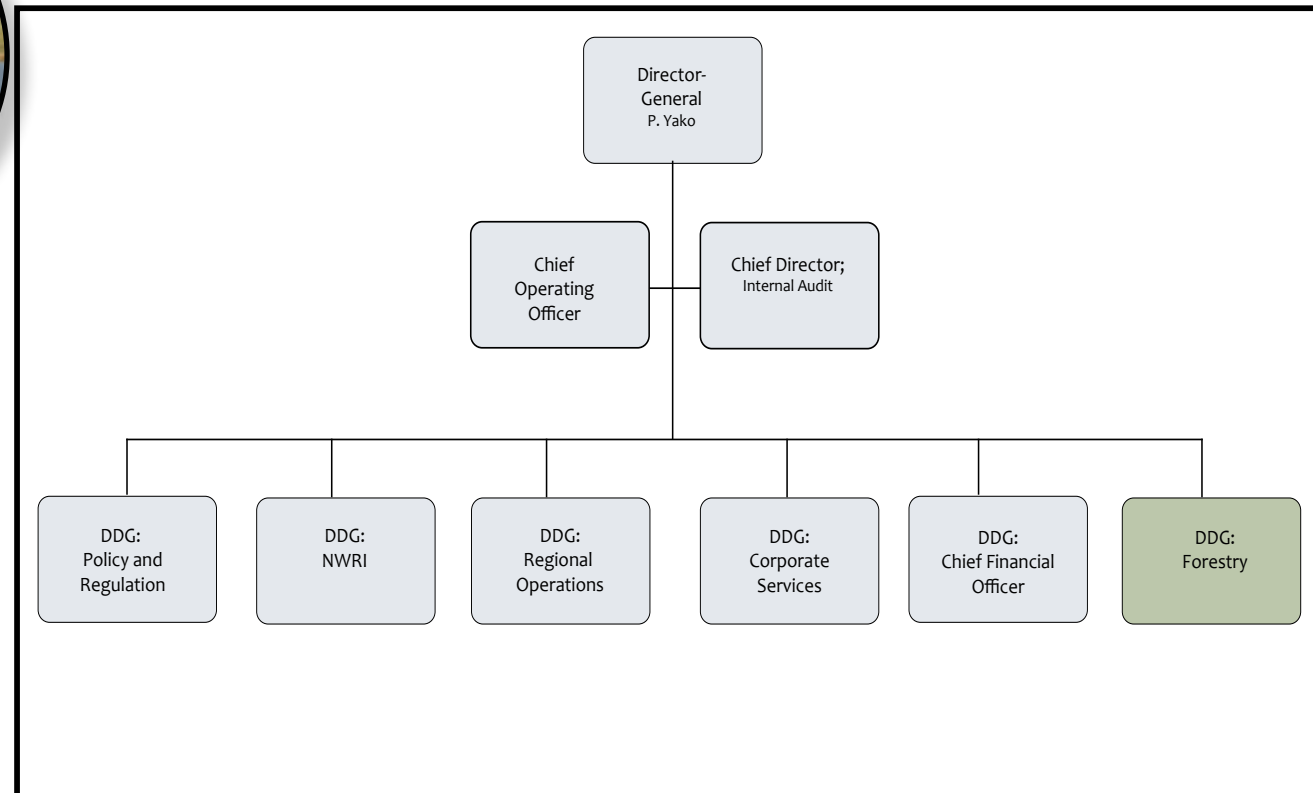 Director-
General
P. Yako
Chief
Operating
Officer
Chief Director;
Internal Audit
DDG:
Policy and
Regulation
DDG:
NWRI
DDG:
Regional
Operations
DDG:
Corporate
Services
DDG:
Chief Financial
Officer
DDG:
Forestry